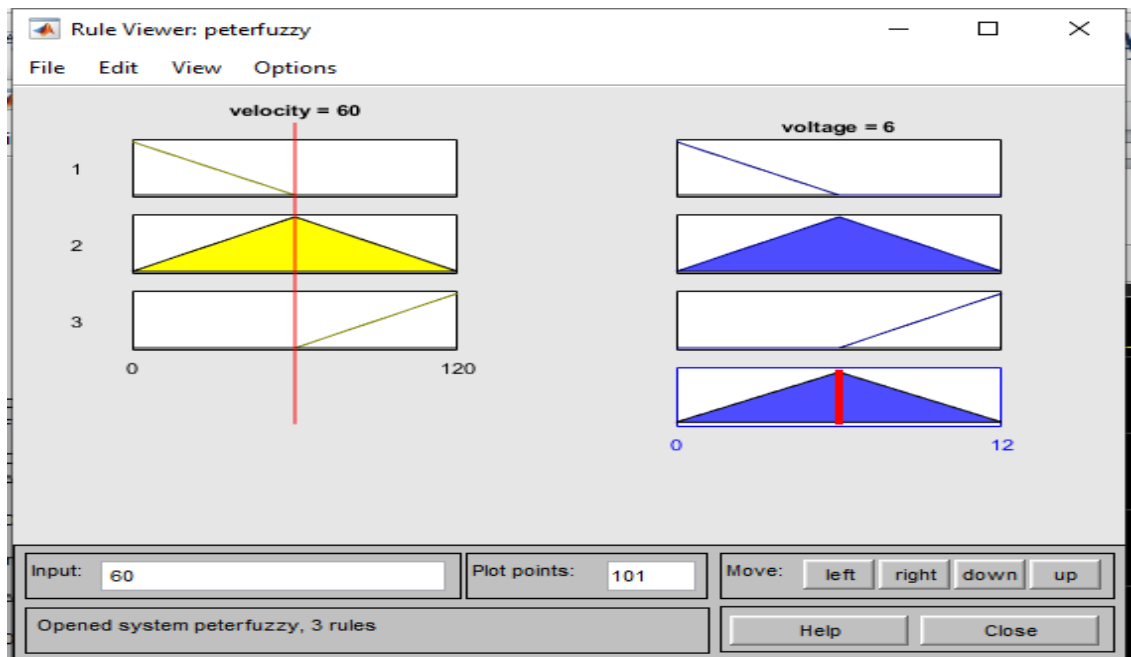 Rule Viewer: peterfuzzy
File Edit View Options
velocity = 60
voltage = 6
1
2
3
0 120
0 12
Input: 60 Plot points: 101 Move: left right down up
Opened system peterfuzzy, 3 rules Help Close